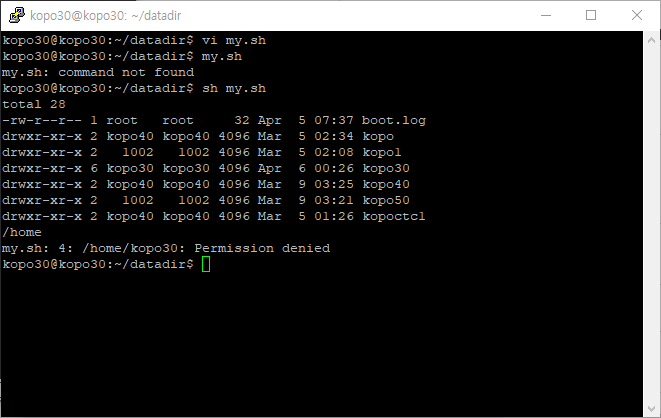 kopo30@kopo30: ~/datadir
kopo30@kopo30:~/datadir$ vi my.sh
kopo30@kopo30:~/datadir$ my.sh
my.sh: command not found
kopo30@kopo30:~/datadir$ sh my.sh
total 28
-rw-r--r-- 1 root   root     32 Apr  5 07:37 boot.log
drwxr-xr-x 2 kopo40 kopo40 4096 Mar  5 02:34 kopo
drwxr-xr-x 2   1002   1002 4096 Mar  5 02:08 kopo1
drwxr-xr-x 6 kopo30 kopo30 4096 Apr  6 00:26 kopo30
drwxr-xr-x 2 kopo40 kopo40 4096 Mar  9 03:25 kopo40
drwxr-xr-x 2   1002   1002 4096 Mar  9 03:21 kopo50
drwxr-xr-x 2 kopo40 kopo40 4096 Mar  5 01:26 kopoctcl
/home
my.sh: 4: /home/kopo30: Permission denied
kopo30@kopo30:~/datadir$